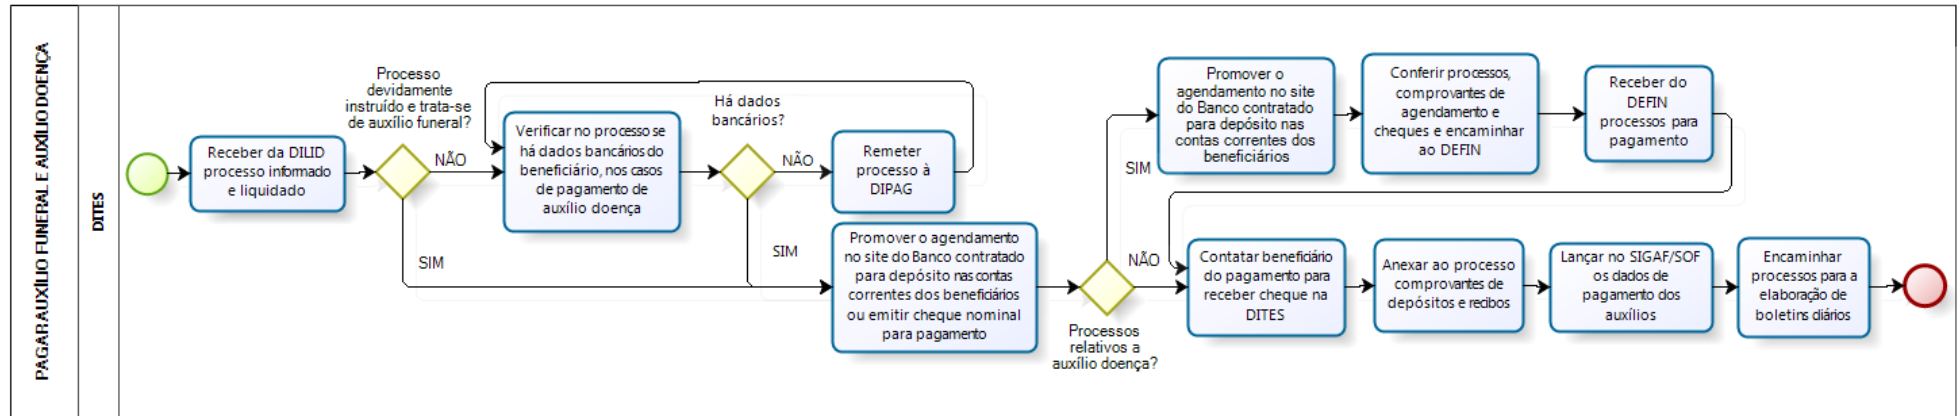 PAGAR AUXÍLIO FUNERAL E AUXÍLIO DOENÇA
DITES
Receber da DILID
processo informado
e liquidado
Processo
devidamente
instruído e trata-se
de auxílio funeral?
NÃO
SIM
Verificar no processo se
há dados bancários do
beneficiário, nos casos
de pagamento de
auxílio doença
Há dados
bancários?
NÃO
SIM
Remeter
processo à
DIPAG
Promover o agendamento
no site do Banco contratado
para depósito nas contas
correntes dos beneficiários
ou emitir cheque nominal
para pagamento
Processos
relativos a
auxílio doença?
SIM
NÃO
Promover o
agendamento no site
do Banco contratado
para depósito nas
contas correntes dos
beneficiários
Conferir processos,
comprovantes de
agendamento e
cheques e encaminhar
ao DEFIN
Receber do
DEFIN
processos para
pagamento
Contatar beneficiário
do pagamento para
receber cheque na
DITES
Anexar ao processo
comprovantes de
depósitos e recibos
Lançar no SIGAF/SOF
os dados de
pagamento dos
auxílios
Encaminhar
processos para a
elaboração de
boletins diários